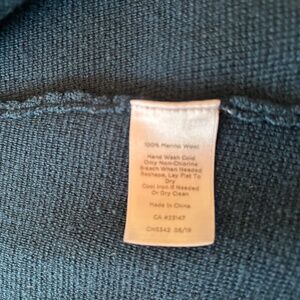 100% Merino Wool
Hand Wash Cold
Only Non-Chlorine
Bleach When Needed
Reshape, Lay Flat To
Dry
Cool Iron If Needed
Or Dry Clean
Made In China
CA #23147
CH5342 06/19